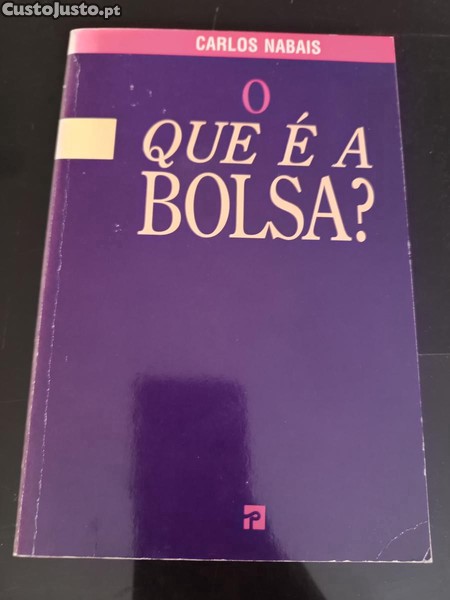 CustoJusto.pt
CARLOS NABAIS
O
QUE É A
BOLSA?